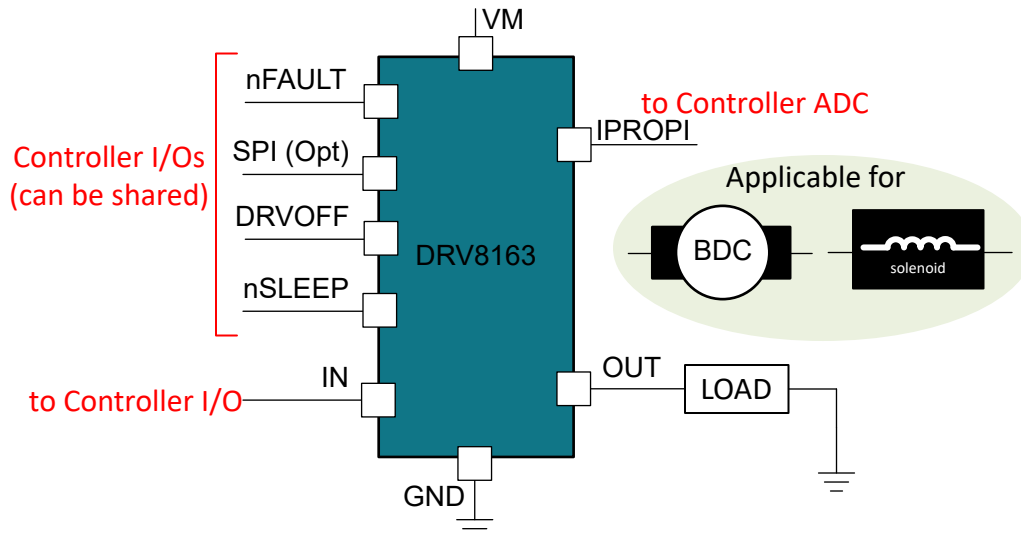 VM
nFAULT
to Controller ADC
IPROPI
Controller I/Os
(can be shared)
SPI (Opt)
Applicable for
DRVOFF
DRV8163
BDC
solenoid
nSLEEP
IN
OUT
to Controller I/O
LOAD
GND